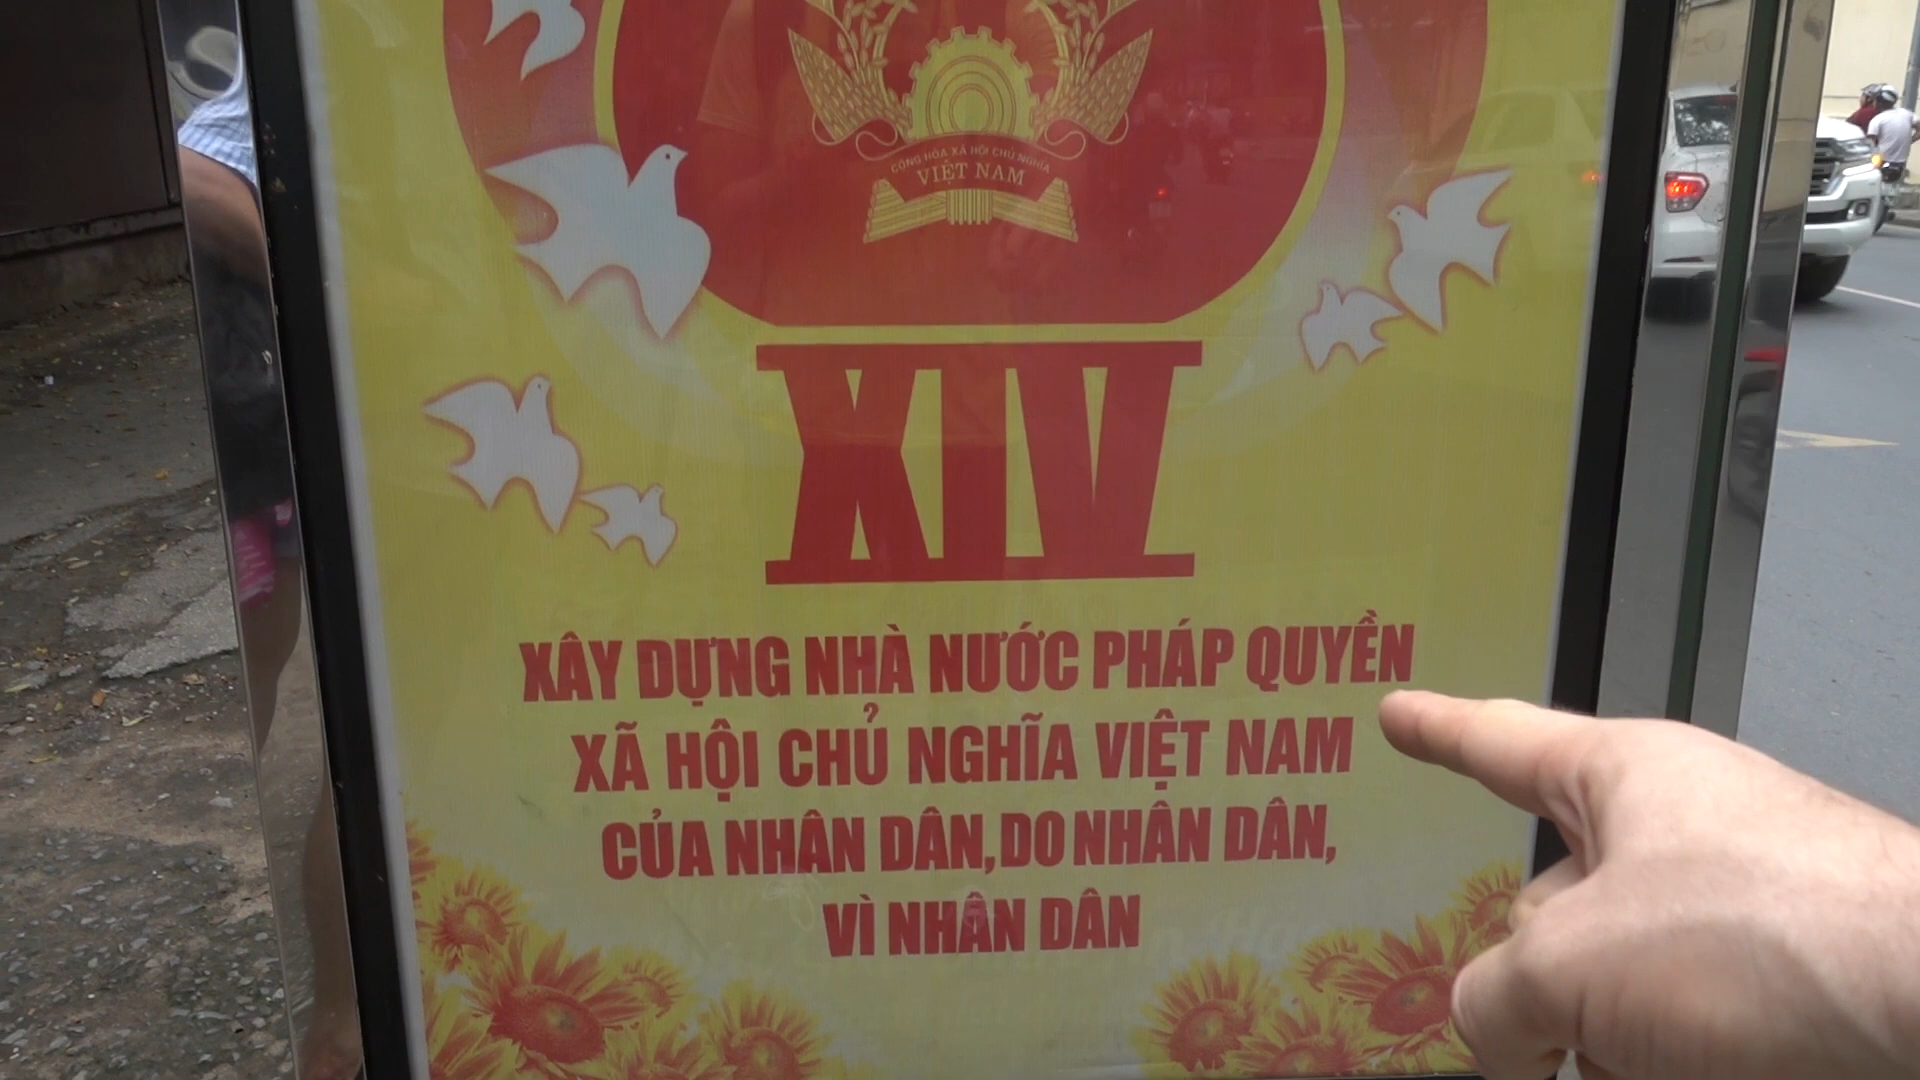 CỘNG HÒA XÃ HỘI CHỦ NGHĨA
VIỆT NAM
XIV
XÂY DỰNG NHÀ NƯỚC PHÁP QUYỀN
XÃ HỘI CHỦ NGHĨA VIỆT NAM
CỦA NHÂN DÂN, DO NHÂN DÂN,
VÌ NHÂN DÂN